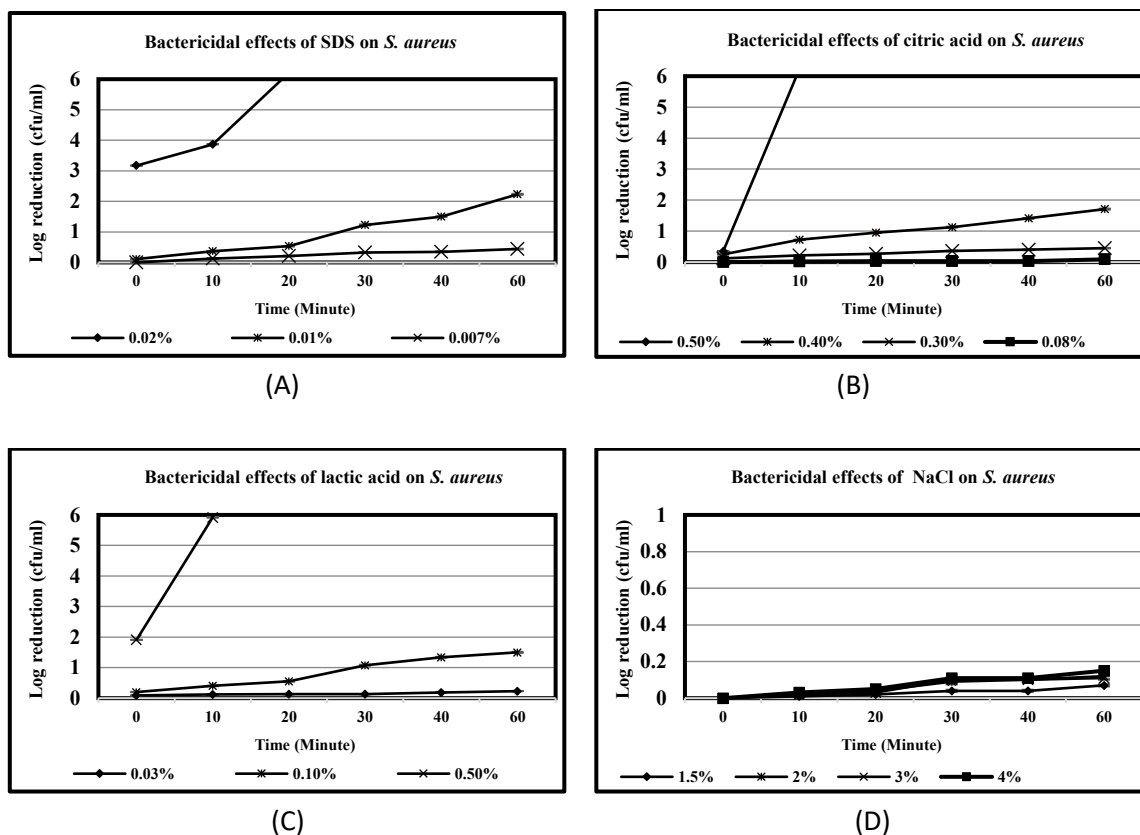 Bactericidal effects of SDS on S. aureus
Log reduction (cfu/ml)
6
5
4
3
2
1
0
0 10 20 30 40 60
Time (Minute)
0.02% 0.01% 0.007%
(A)
Bactericidal effects of citric acid on S. aureus
Log reduction (cfu/ml)
6
5
4
3
2
1
0
0 10 20 30 40 60
Time (Minute)
0.50% 0.40% 0.30% 0.08%
(B)
Bactericidal effects of lactic acid on S. aureus
Log reduction (cfu/ml)
6
5
4
3
2
1
0
0 10 20 30 40 60
Time (Minute)
0.03% 0.10% 0.50%
(C)
Bactericidal effects of NaCl on S. aureus
Log reduction (cfu/ml)
1
0.8
0.6
0.4
0.2
0
0 10 20 30 40 60
Time (Minute)
1.5% 2% 3% 4%
(D)